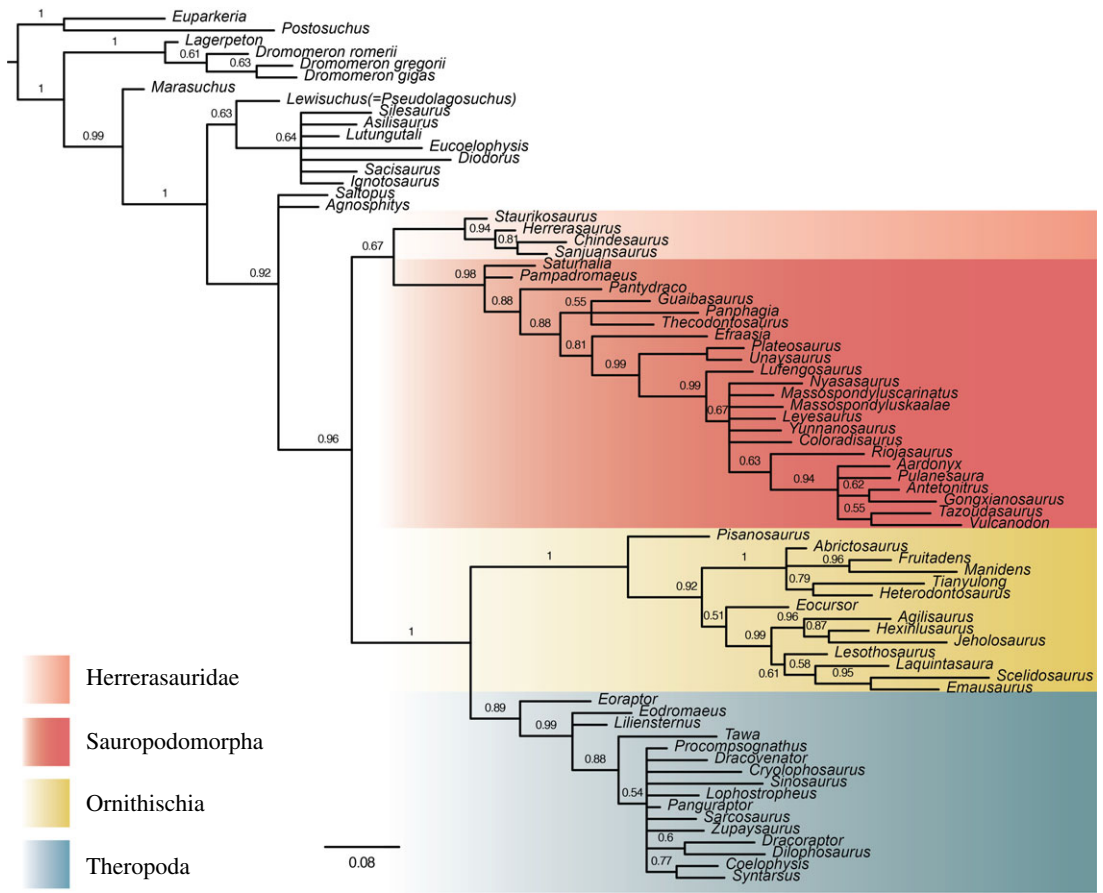 Euparkeria
1
Postosuchus
Lagerpeton
1
Dromomeron romerii
0.61
Dromomeron gregorii
0.63
Dromomeron gigas
1
Marasuchus
Lewisuchus(=Pseudolagosuchus)
0.63
Silesaurus
Asilisaurus
0.99
Lutungutali
0.64
Eucoelophysis
Diodorus
Sacisaurus
Ignotosaurus
1
Saltopus
Agnosphitys
Staurikosaurus
0.94
Herrerasaurus
0.67
0.81
Chindesaurus
Sanjuansaurus
Saturnalia
0.92
0.98
Pampadromaeus
Pantydraco
0.88
0.55
Guaibasaurus
Panphagia
0.88
Thecodontosaurus
Efraasia
0.81
Plateosaurus
0.99
Unaysaurus
Lufengosaurus
0.99
Nyasasaurus
Massospondyluscarinatus
0.67
Massospondyluskaalae
Leyesaurus
Yunnanosaurus
0.96
Coloradisaurus
Riojasaurus
0.63
Aardonyx
0.94
Pulanesaura
0.62
Antetonitrus
Gongxianosaurus
0.55
Tazoudasaurus
Vulcanodon
Pisanosaurus
1
Abrictosaurus
1
0.96
Fruitadens
Manidens
0.92
0.79
Tianyulong
Heterodontosaurus
Eocursor
0.51
0.96
Agilisaurus
0.87
Hexinlusaurus
1
0.99
Jeholosaurus
Lesothosaurus
0.61
0.58
Laquintasaura
0.95
Scelidosaurus
Emausaurus
Eoraptor
0.89
Eodromaeus
0.99
Liliensternus
Tawa
Procompsognathus
0.88
Dracovenator
Cryolophosaurus
Sinosaurus
0.54
Lophostropheus
Panguraptor
Sarcosaurus
Zupaysaurus
0.6
Dracoraptor
Dilophosaurus
0.77
Coelophysis
Syntarsus
Herrerasauridae
Sauropodomorpha
Ornithischia
Theropoda
0.08